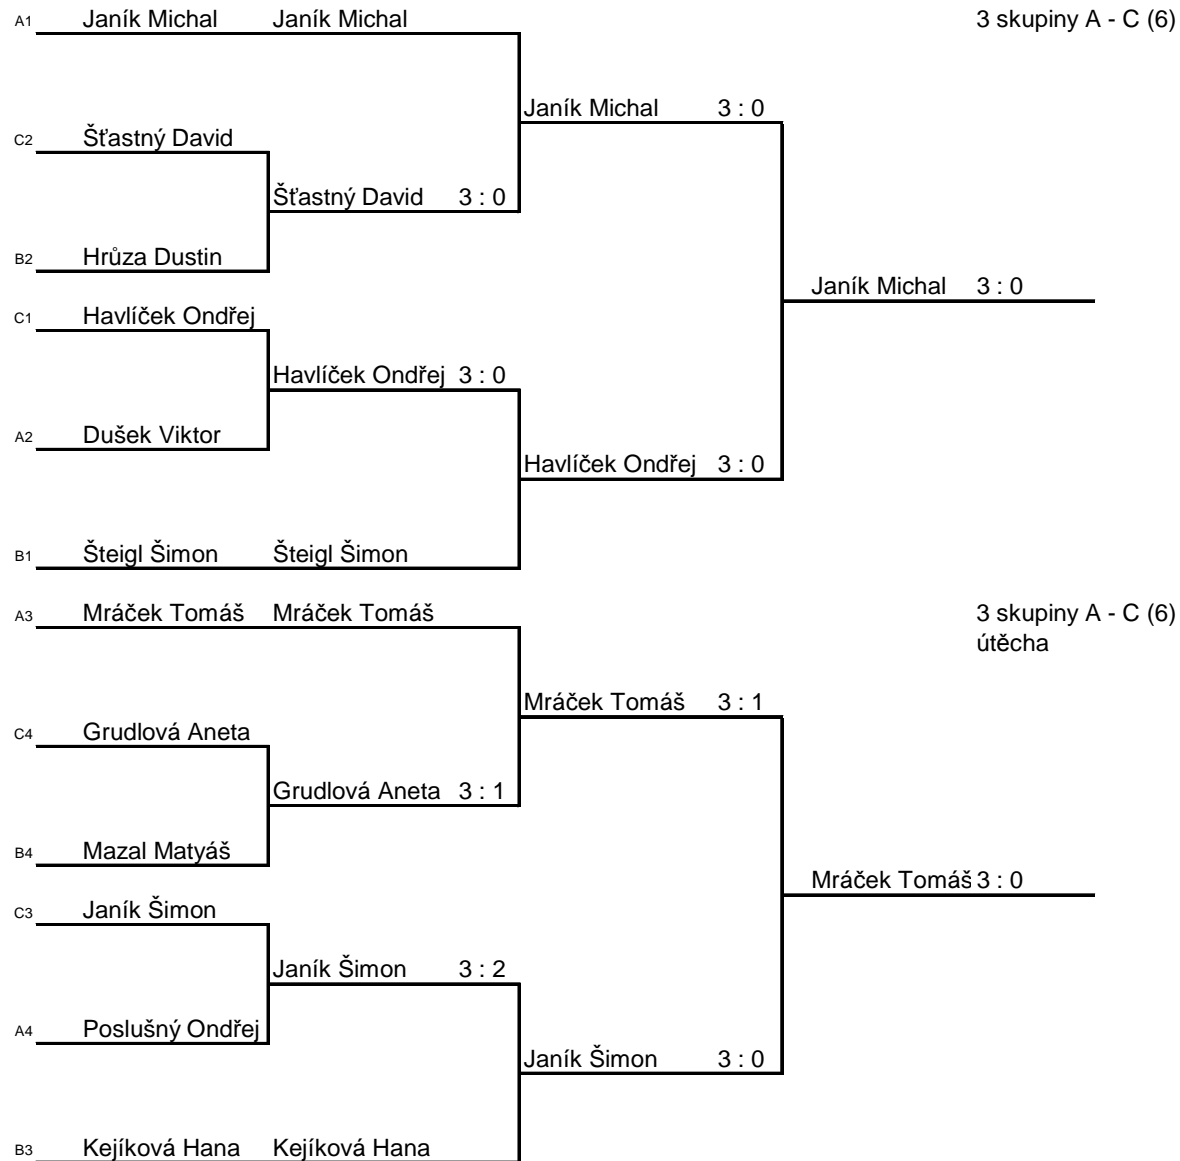 A1 Janík Michal Janík Michal 3 skupiny A - C (6)
Janík Michal 3 : 0
C2 Šťastný David
Šťastný David 3 : 0
B2 Hrůza Dustin
Janík Michal 3 : 0
C1 Havlíček Ondřej
Havlíček Ondřej 3 : 0
A2 Dušek Viktor
Havlíček Ondřej 3 : 0
B1 Šteigl Šimon Šteigl Šimon
A3 Mráček Tomáš Mráček Tomáš 3 skupiny A - C (6)
útěcha
Mráček Tomáš 3 : 1
C4 Grudlová Aneta
Grudlová Aneta 3 : 1
B4 Mazal Matyáš
Mráček Tomáš 3 : 0
C3 Janík Šimon
Janík Šimon 3 : 2
A4 Poslušný Ondřej
Janík Šimon 3 : 0
B3 Kejíková Hana Kejíková Hana